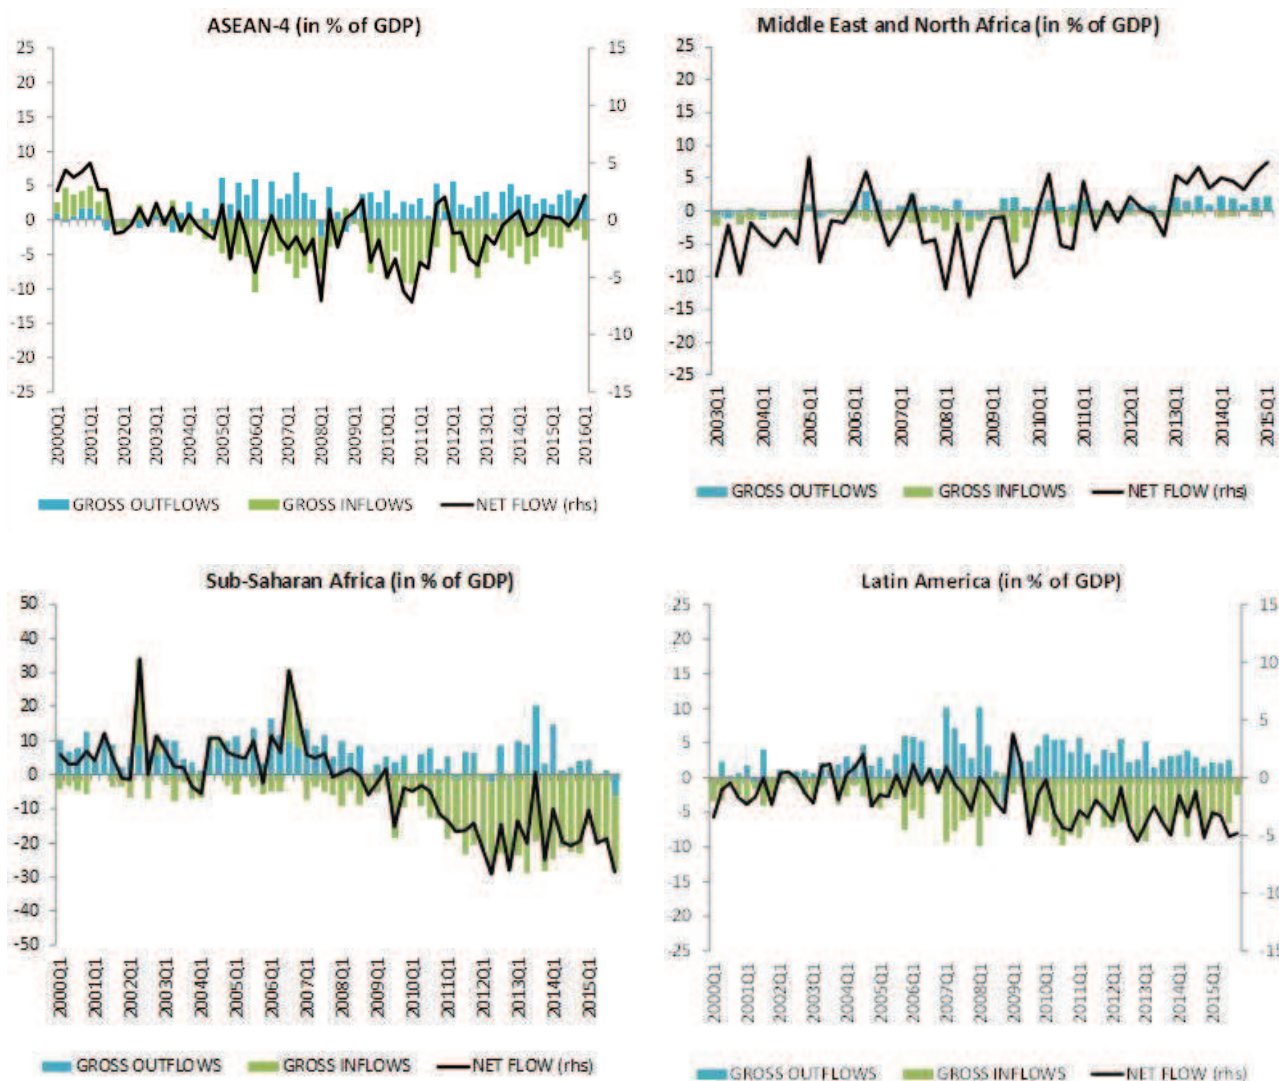 ASEAN-4 (in % of GDP)
25
20
15
10
5
0
-5
-10
-15
-20
-25
15
10
5
0
-5
-10
-15
2000Q1
2001Q1
2002Q1
2003Q1
2004Q1
2005Q1
2006Q1
2007Q1
2008Q1
2009Q1
2010Q1
2011Q1
2012Q1
2013Q1
2014Q1
2015Q1
2016Q1
GROSS OUTFLOWS GROSS INFLOWS NET FLOW (rhs)
Middle East and North Africa (in % of GDP)
25
20
15
10
5
0
-5
-10
-15
-20
-25
2003Q1
2004Q1
2005Q1
2006Q1
2007Q1
2008Q1
2009Q1
2010Q1
2011Q1
2012Q1
2013Q1
2014Q1
2015Q1
GROSS OUTFLOWS GROSS INFLOWS NET FLOW (rhs)
Sub-Saharan Africa (in % of GDP)
50
40
30
20
10
0
-10
-20
-30
-40
-50
2000Q1
2001Q1
2002Q1
2003Q1
2004Q1
2005Q1
2006Q1
2007Q1
2008Q1
2009Q1
2010Q1
2011Q1
2012Q1
2013Q1
2014Q1
2015Q1
GROSS OUTFLOWS GROSS INFLOWS NET FLOW (rhs)
Latin America (in % of GDP)
25
20
15
10
5
0
-5
-10
-15
-20
-25
15
10
5
0
-5
-10
-15
2000Q1
2001Q1
2002Q1
2003Q1
2004Q1
2005Q1
2006Q1
2007Q1
2008Q1
2009Q1
2010Q1
2011Q1
2012Q1
2013Q1
2014Q1
2015Q1
GROSS OUTFLOWS GROSS INFLOWS NET FLOW (rhs)